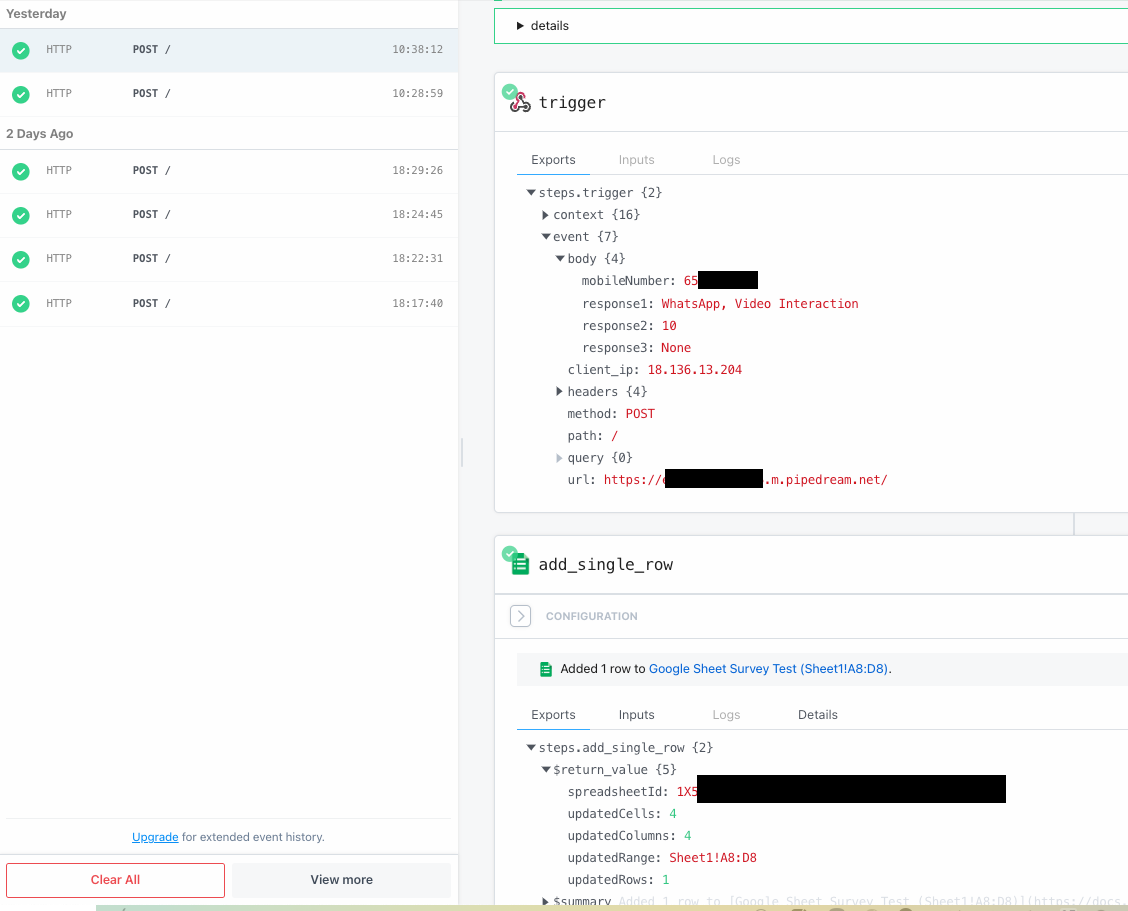 Yesterday
HTTP POST / 10:38:12
HTTP POST / 10:28:59
2 Days Ago
HTTP POST / 18:29:26
HTTP POST / 18:24:45
HTTP POST / 18:22:31
HTTP POST / 18:17:40
Upgrade for extended event history.
Clear All View more
details
trigger
Exports Inputs Logs
steps.trigger {2}
context {16}
event {7}
body {4}
mobileNumber: 65
response1: WhatsApp, Video Interaction
response2: 10
response3: None
client_ip: 18.136.13.204
headers {4}
method: POST
path: /
query {0}
url: https://e .m.pipedream.net/
add_single_row
CONFIGURATION
Added 1 row to Google Sheet Survey Test (Sheet1!A8:D8).
Exports Inputs Logs Details
steps.add_single_row {2}
$return_value {5}
spreadsheetId: 1X5
updatedCells: 4
updatedColumns: 4
updatedRange: Sheet1!A8:D8
updatedRows: 1
$summary Added 1 row to [Google Sheet Survey Test (Sheet1!A8:D8)](https://docs.